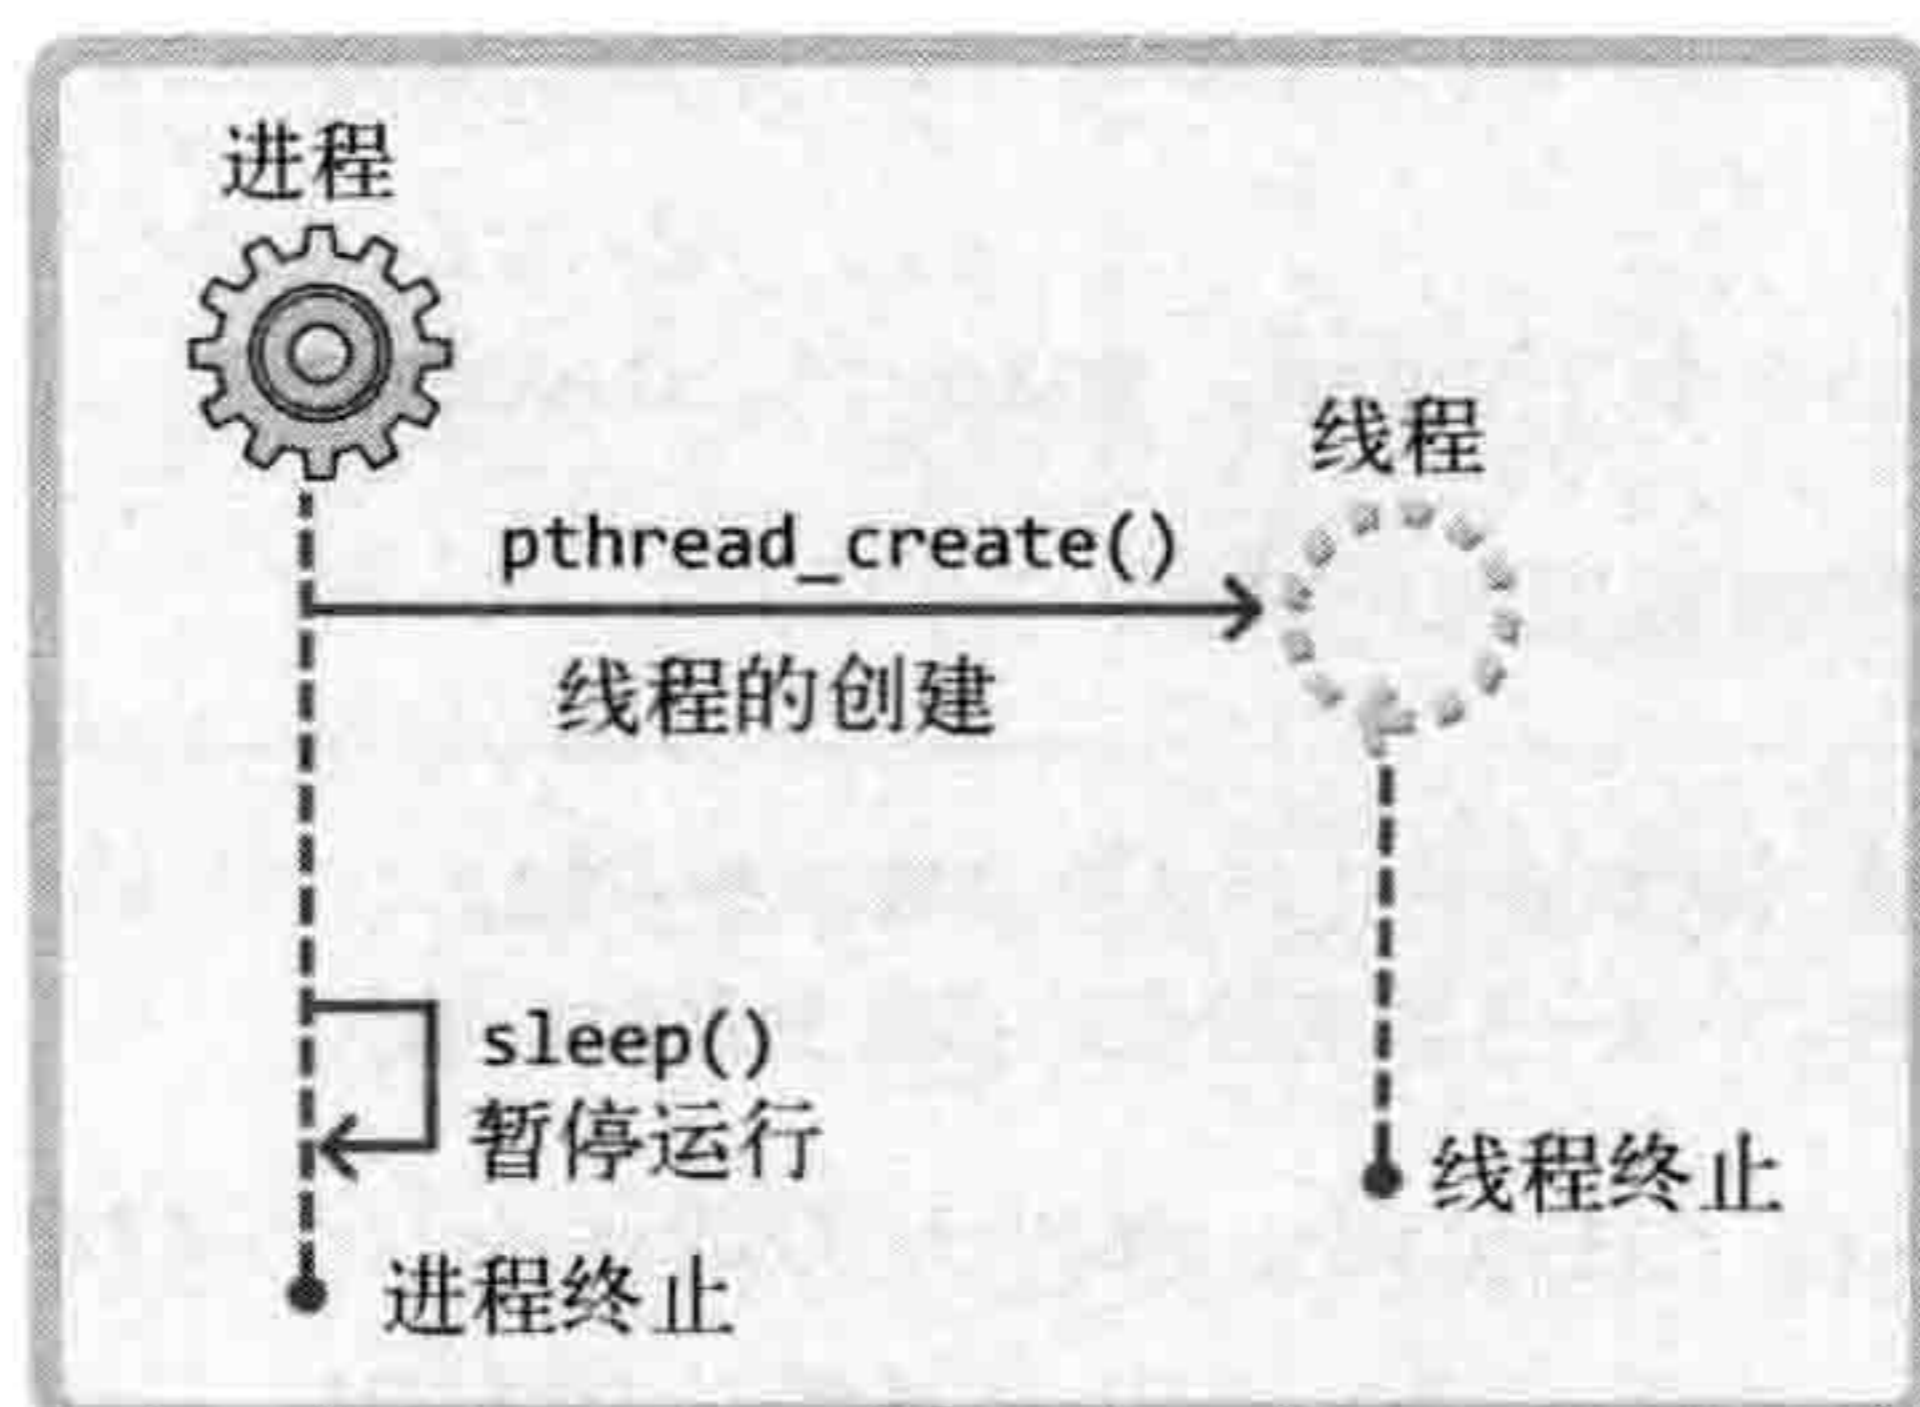 进程
线程
pthread_create()
线程的创建
sleep()
暂停运行
线程终止
进程终止